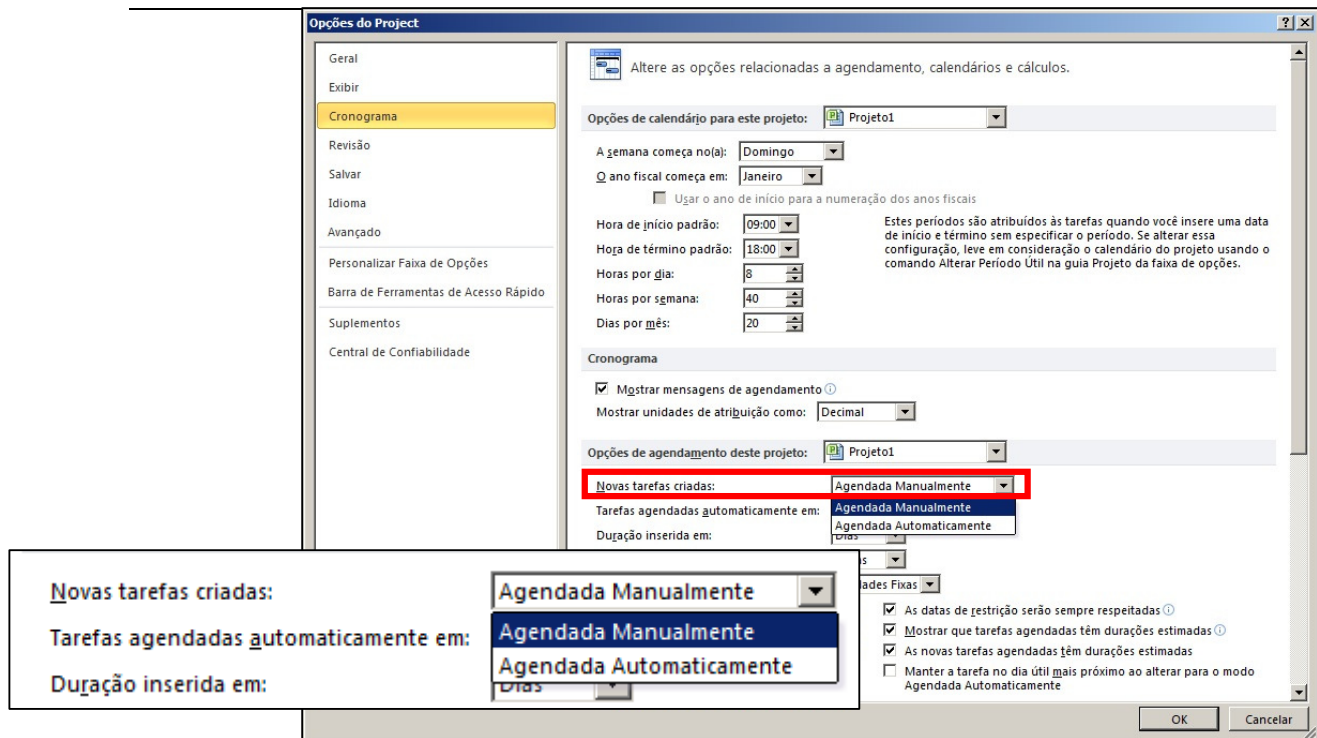 Opções do Project
Geral
Exibir
Cronograma
Revisão
Salvar
Idioma
Avançado
Personalizar Faixa de Opções
Barra de Ferramentas de Acesso Rápido
Suplementos
Central de Confiabilidade
Altere as opções relacionadas a agendamento, calendários e cálculos.
Opções de calendário para este projeto: Projeto1
A semana começa no(a): Domingo
O ano fiscal começa em: Janeiro
Usar o ano de início para a numeração dos anos fiscais
Hora de início padrão: 09:00
Hora de término padrão: 18:00
Horas por dia: 8
Horas por semana: 40
Dias por mês: 20
Estes períodos são atribuídos às tarefas quando você insere uma data
de início e término sem especificar o período. Se alterar essa
configuração, leve em consideração o calendário do projeto usando o
comando Alterar Período Útil na guia Projeto da faixa de opções.
Cronograma
Mostrar mensagens de agendamento
Mostrar unidades de atribuição como: Decimal
Opções de agendamento deste projeto: Projeto1
Novas tarefas criadas: Agendada Manualmente
Agendada Manualmente
Tarefas agendadas automaticamente em:
Agendada Automaticamente
Duração inserida em: Dias
dades Fixas
As datas de restrição serão sempre respeitadas
Mostrar que tarefas agendadas têm durações estimadas
As novas tarefas agendadas têm durações estimadas
Manter a tarefa no dia útil mais próximo ao alterar para o modo
Agendada Automaticamente
OK Cancelar
Novas tarefas criadas: Agendada Manualmente
Tarefas agendadas automaticamente em: Agendada Manualmente
Agendada Automaticamente
Duração inserida em: Dias